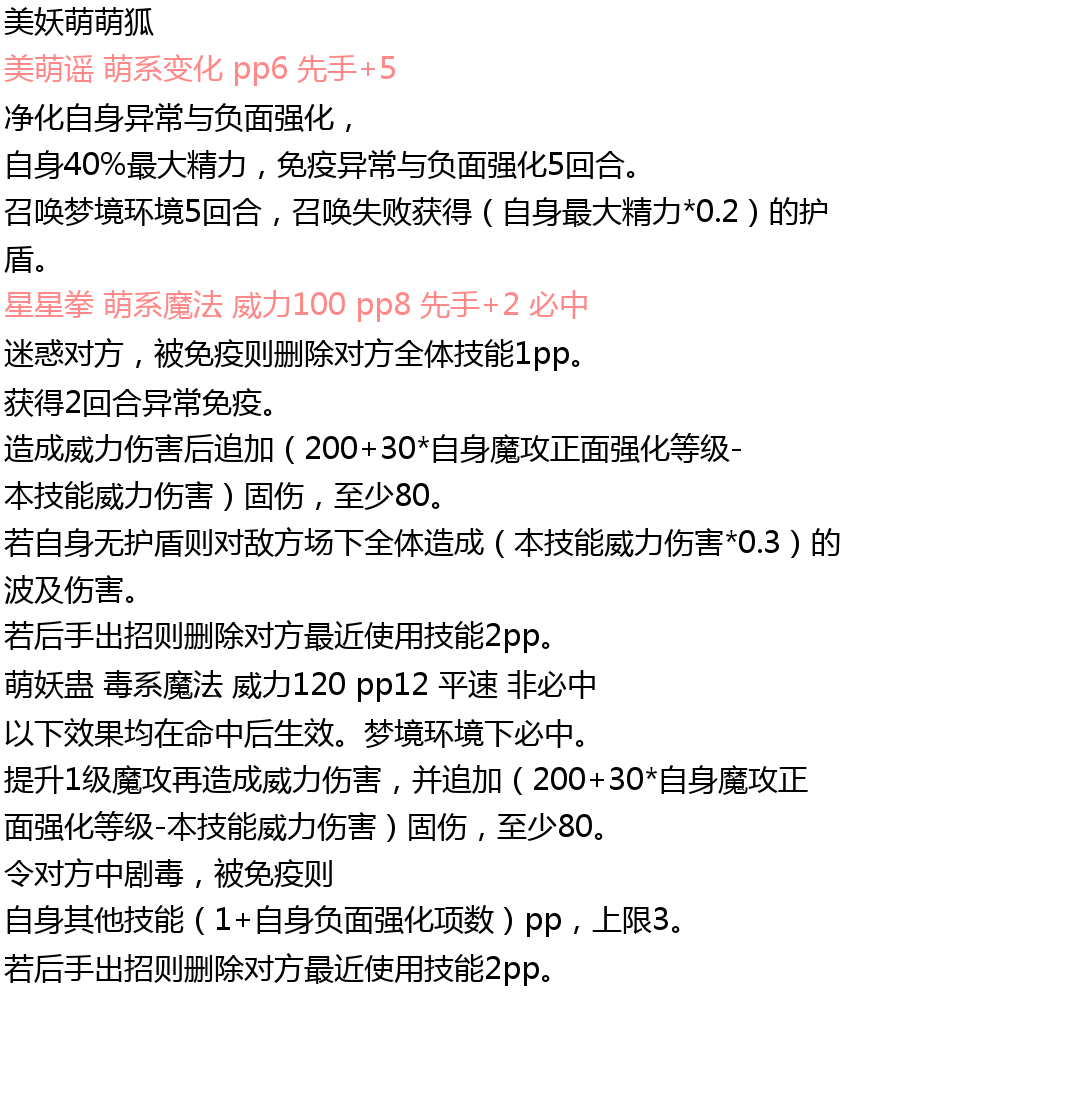 美妖萌萌狐
美萌谣 萌系变化 pp6 先手+5
净化自身异常与负面强化，
自身40%最大精力，免疫异常与负面强化5回合。
召唤梦境环境5回合，召唤失败获得（自身最大精力*0.2）的护
盾。
星星拳 萌系魔法 威力100 pp8 先手+2 必中
迷惑对方，被免疫则删除对方全体技能1pp。
获得2回合异常免疫。
造成威力伤害后追加（200+30*自身魔攻正面强化等级-
本技能威力伤害）固伤，至少80。
若自身无护盾则对敌方场下全体造成（本技能威力伤害*0.3）的
波及伤害。
若后手出招则删除对方最近使用技能2pp。
萌妖蛊 毒系魔法 威力120 pp12 平速 非必中
以下效果均在命中后生效。梦境环境下必中。
提升1级魔攻再造成威力伤害，并追加（200+30*自身魔攻正
面强化等级-本技能威力伤害）固伤，至少80。
令对方中剧毒，被免疫则
自身其他技能（1+自身负面强化项数）pp，上限3。
若后手出招则删除对方最近使用技能2pp。